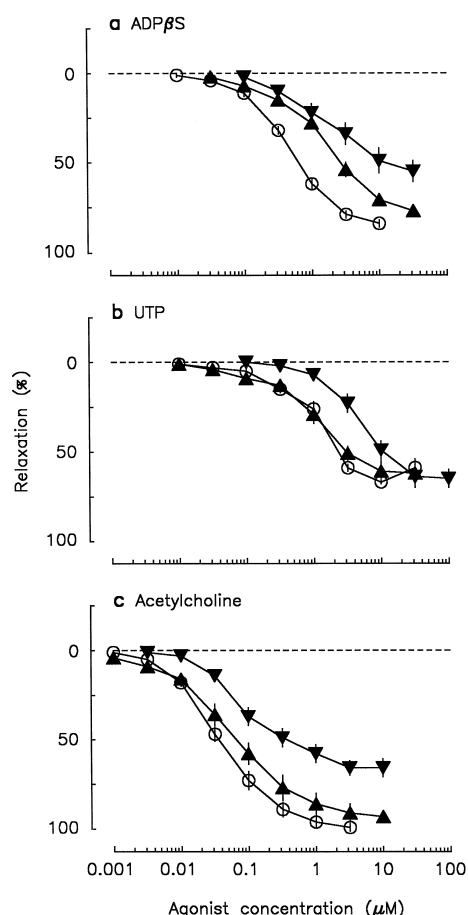 a ADPβS
0
50
100
b UTP
0
50
100
Relaxation (%)
c Acetylcholine
0
50
100
0.001 0.01 0.1 1 10 100
Agonist concentration (μM)